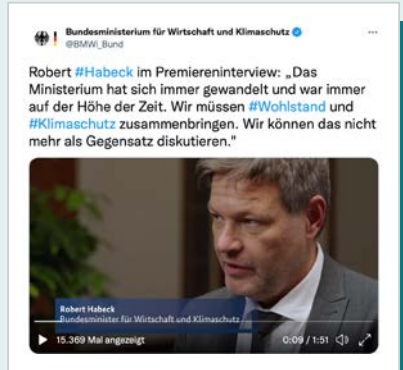 Bundesministerium für Wirtschaft und Klimaschutz
@BMWi_Bund
Robert #Habeck im Premiereninterview: „Das
Ministerium hat sich immer gewandelt und war immer
auf der Höhe der Zeit. Wir müssen #Wohlstand und
#Klimaschutz zusammenbringen. Wir können das nicht
mehr als Gegensatz diskutieren."
Robert Habeck
Bundesminister für Wirtschaft und Klimaschutz
15.369 Mal angezeigt
0:09 / 1:51